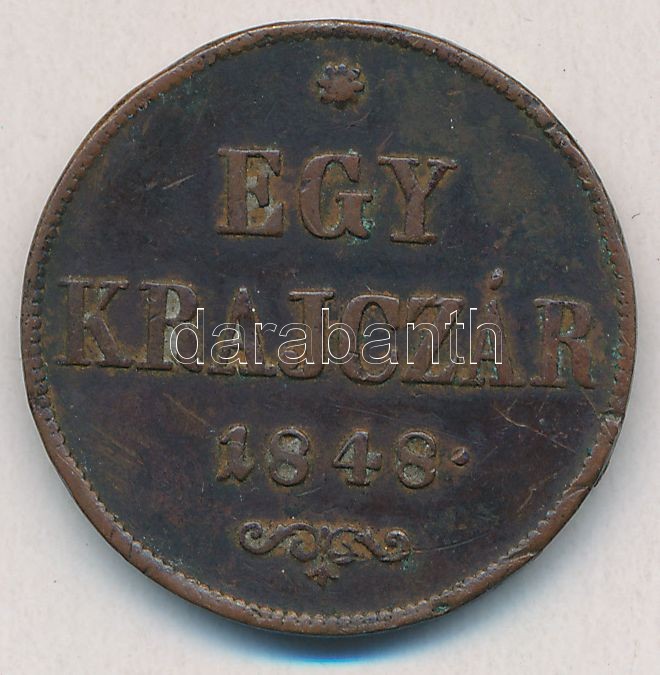 EGY
KRAJCZÁR
darabanth
1848.